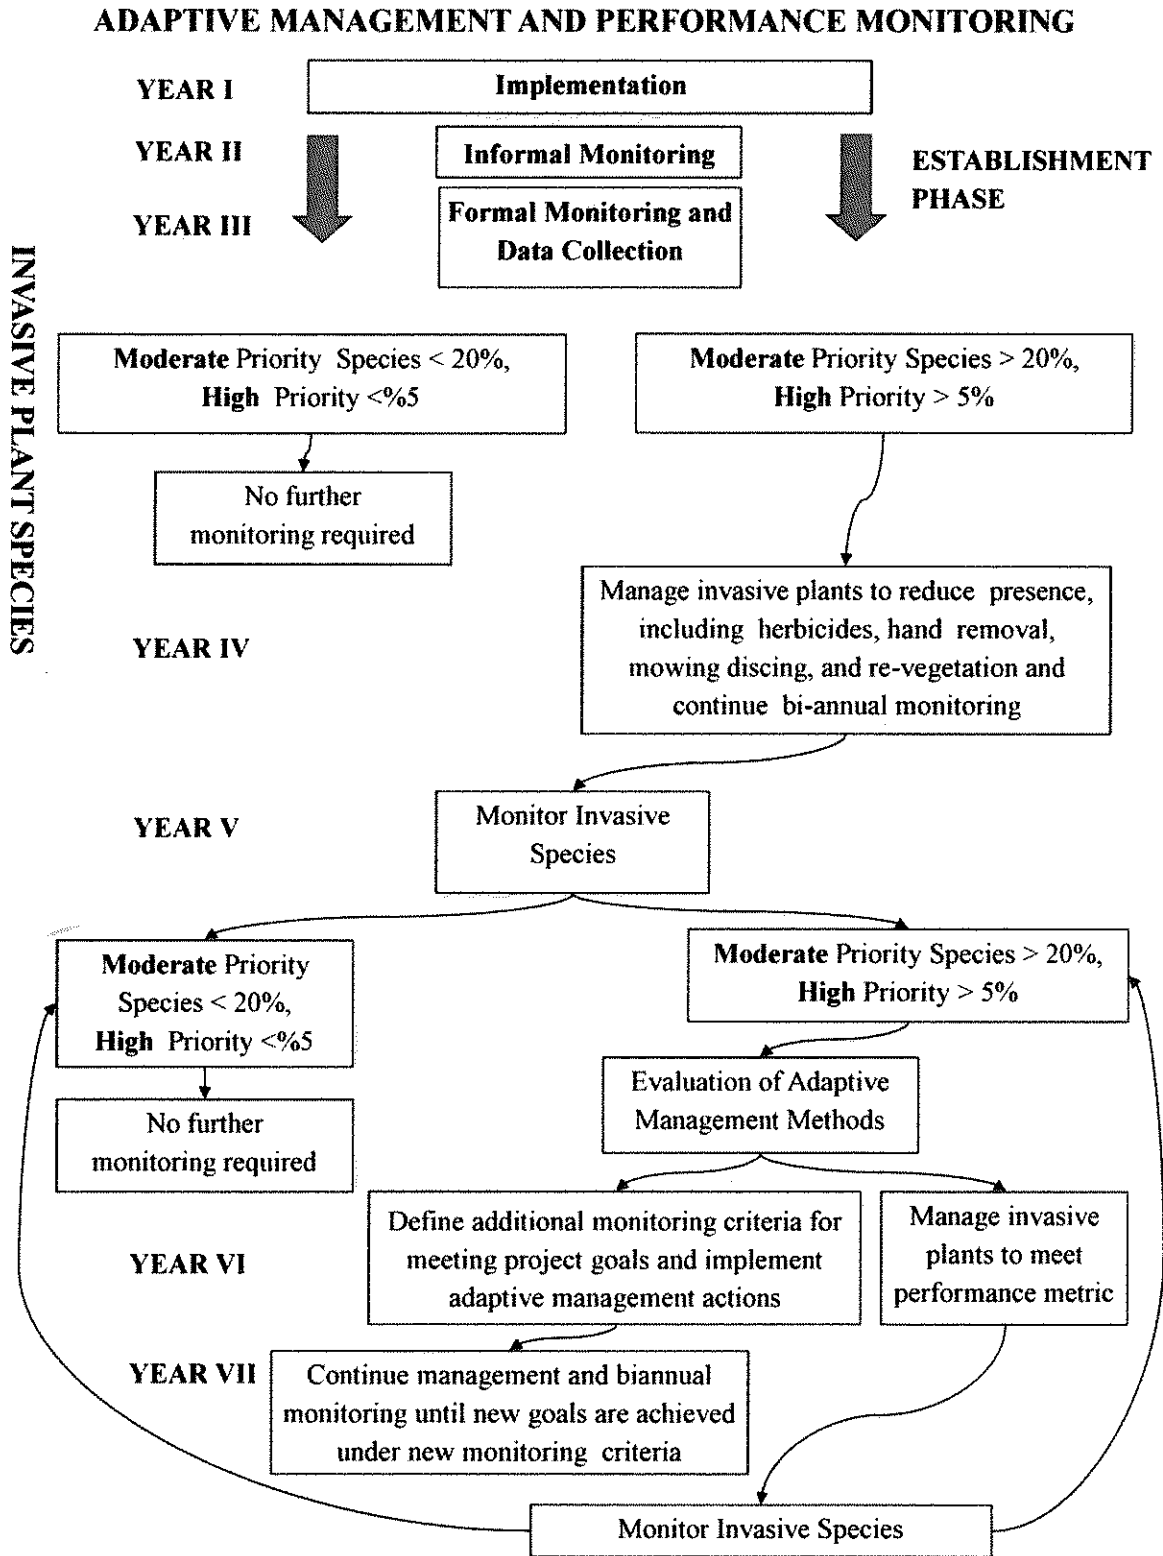 ADAPTIVE MANAGEMENT AND PERFORMANCE MONITORING
YEAR I
Implementation
YEAR II
Informal Monitoring
ESTABLISHMENT
PHASE
YEAR III
Formal Monitoring and
Data Collection
INVASIVE PLANT SPECIES
Moderate Priority Species < 20%,
High Priority <%5
Moderate Priority Species > 20%,
High Priority > 5%
No further
monitoring required
YEAR IV
Manage invasive plants to reduce presence,
including herbicides, hand removal,
mowing discing, and re-vegetation and
continue bi-annual monitoring
YEAR V
Monitor Invasive
Species
Moderate Priority
Species < 20%,
High Priority <%5
Moderate Priority Species > 20%,
High Priority > 5%
No further
monitoring required
Evaluation of Adaptive
Management Methods
YEAR VI
Define additional monitoring criteria for
meeting project goals and implement
adaptive management actions
Manage invasive
plants to meet
performance metric
YEAR VII
Continue management and biannual
monitoring until new goals are achieved
under new monitoring criteria
Monitor Invasive Species